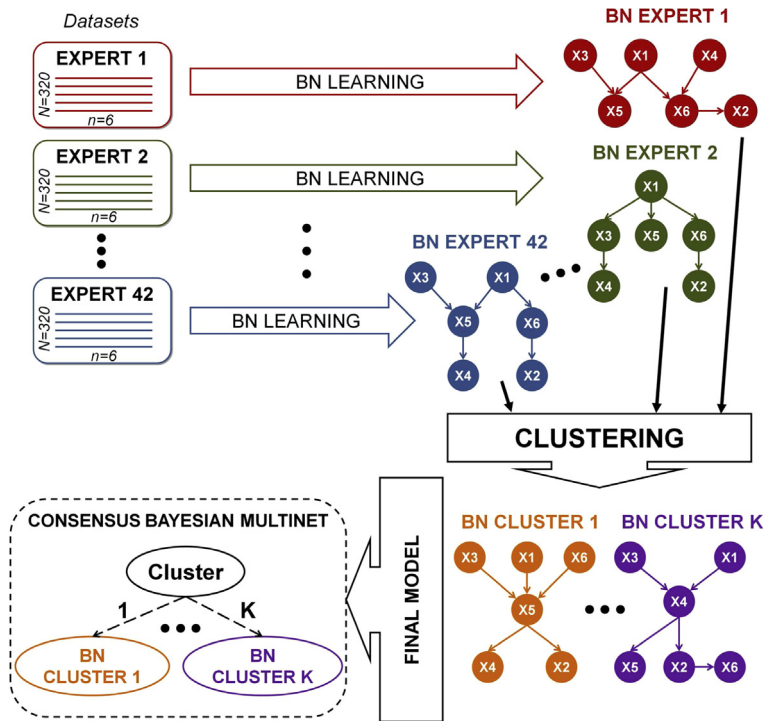 Datasets
EXPERT 1
N=320
n=6
BN LEARNING
BN EXPERT 1
X3
X1
X4
X5
X6
X2
EXPERT 2
N=320
n=6
BN LEARNING
BN EXPERT 2
X1
X3
X5
X6
X4
X2
EXPERT 42
N=320
n=6
BN LEARNING
BN EXPERT 42
X3
X1
X5
X6
X4
X2
CLUSTERING
BN CLUSTER 1
X3
X1
X6
X5
X4
X2
BN CLUSTER K
X3
X1
X4
X5
X2
X6
FINAL MODEL
CONSENSUS BAYESIAN MULTINET
Cluster
1
K
BN
CLUSTER 1
BN
CLUSTER K